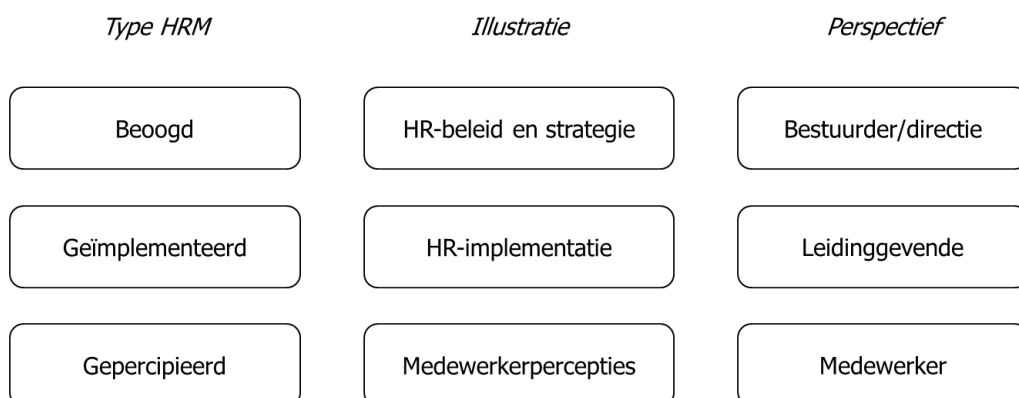 Type HRM Illustratie Perspectief
Beoogd HR-beleid en strategie Bestuurder/directie
Geïmplementeerd HR-implementatie Leidinggevende
Gepercipieerd Medewerkerpercepties Medewerker